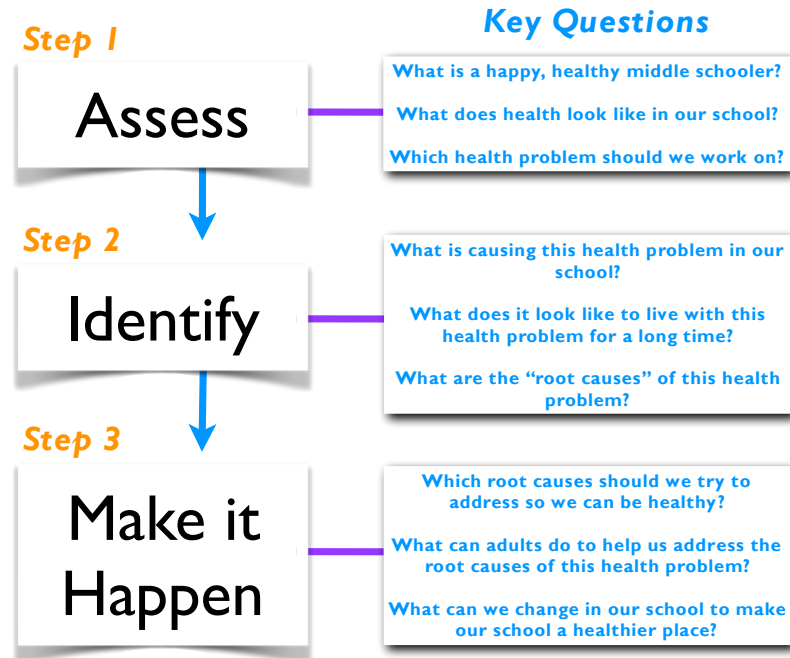 Key Questions
Step 1
Assess
What is a happy, healthy middle schooler?
What does health look like in our school?
Which health problem should we work on?
Step 2
Identify
What is causing this health problem in our
school?
What does it look like to live with this
health problem for a long time?
What are the “root causes” of this health
problem?
Step 3
Make it
Happen
Which root causes should we try to
address so we can be healthy?
What can adults do to help us address the
root causes of this health problem?
What can we change in our school to make
our school a healthier place?